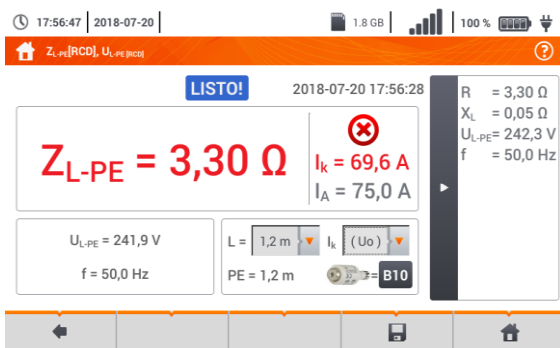 17:56:47 2018-07-20 1.8 GB 100 %
ZL-PE[RCD], UL-PE[RCD]
LISTO! 2018-07-20 17:56:28
ZL-PE = 3,30 Ω
Ik = 69,6 A
IA = 75,0 A
R = 3,30 Ω
XL = 0,05 Ω
UL-PE= 242,3 V
f = 50,0 Hz
UL-PE = 241,9 V
f = 50,0 Hz
L = 1,2 m Ik (Uo)
PE = 1,2 m = B10